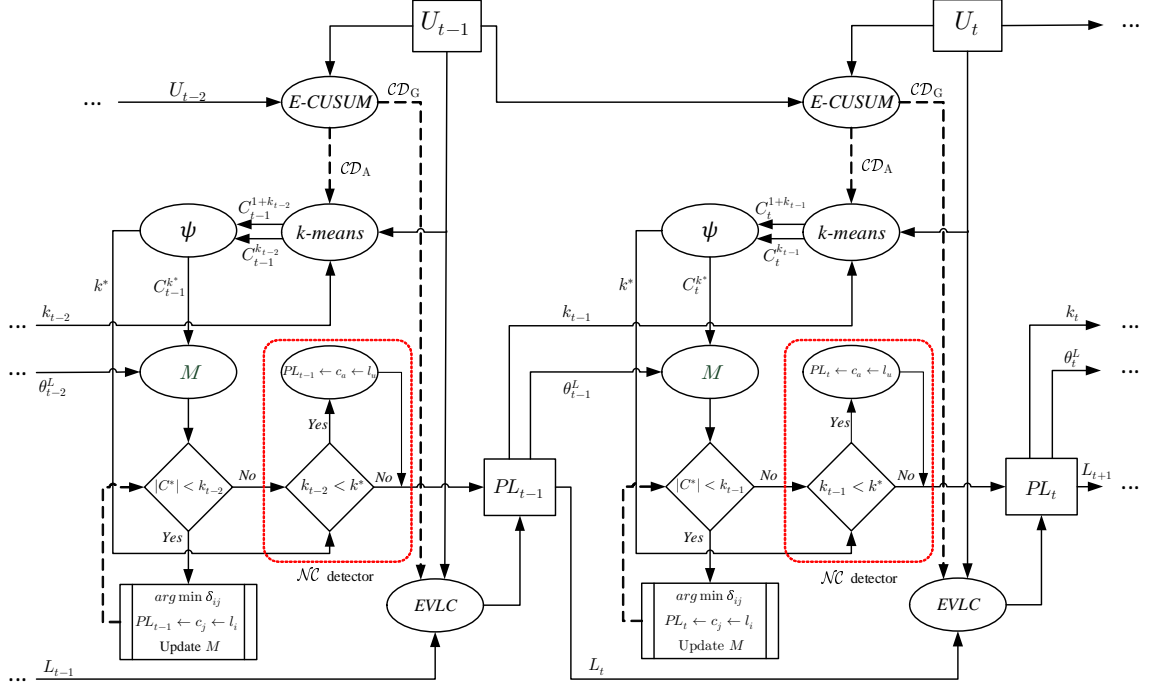 U_{t-1}
U_t
...
... U_{t-2}
E-CUSUM
CD_G
E-CUSUM
CD_G
CD_A
CD_A
C_{t-1}^{1+k_{t-2}}
C_t^{1+k_{t-1}}
ψ
k-means
ψ
k-means
C_{t-1}^{k_{t-2}}
C_t^{k_{t-1}}
k*
C_{t-1}^{k*}
k*
C_t^{k*}
... k_{t-2}
k_{t-1}
k_t ...
M
PL_{t-1} ← c_a ← l_u
M
PL_t ← c_a ← l_u
... θ_{t-2}^L
θ_{t-1}^L
θ_t^L ...
Yes
Yes
|C*| < k_{t-2}
No
k_{t-2} < k*
No
PL_{t-1}
|C*| < k_{t-1}
No
k_{t-1} < k*
No
PL_t
L_{t+1} ...
Yes
Yes
NC detector
NC detector
arg min δ_{ij}
PL_{t-1} ← c_j ← l_i
Update M
EVLC
arg min δ_{ij}
PL_t ← c_j ← l_i
Update M
EVLC
... L_{t-1}
L_t